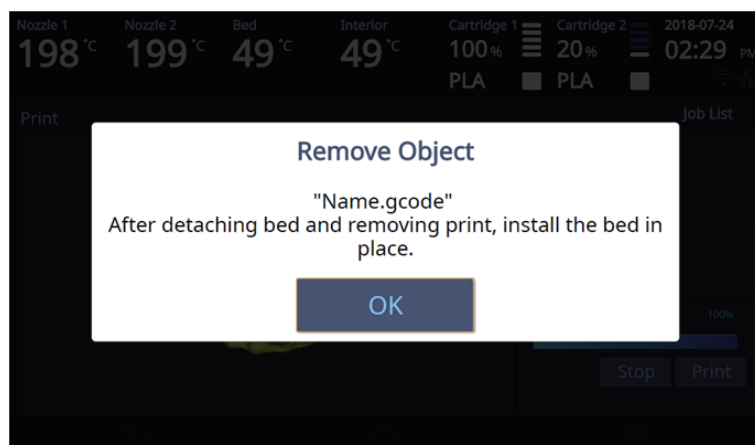 Nozzle 1
198 °C
Nozzle 2
199 °C
Bed
49 °C
Interior
49 °C
Cartridge 1
100 %
PLA
Cartridge 2
20 %
PLA
2018-07-24
02:29 PM
Print
Job List
Remove Object
"Name.gcode"
After detaching bed and removing print, install the bed in
place.
OK
100%
Stop
Print